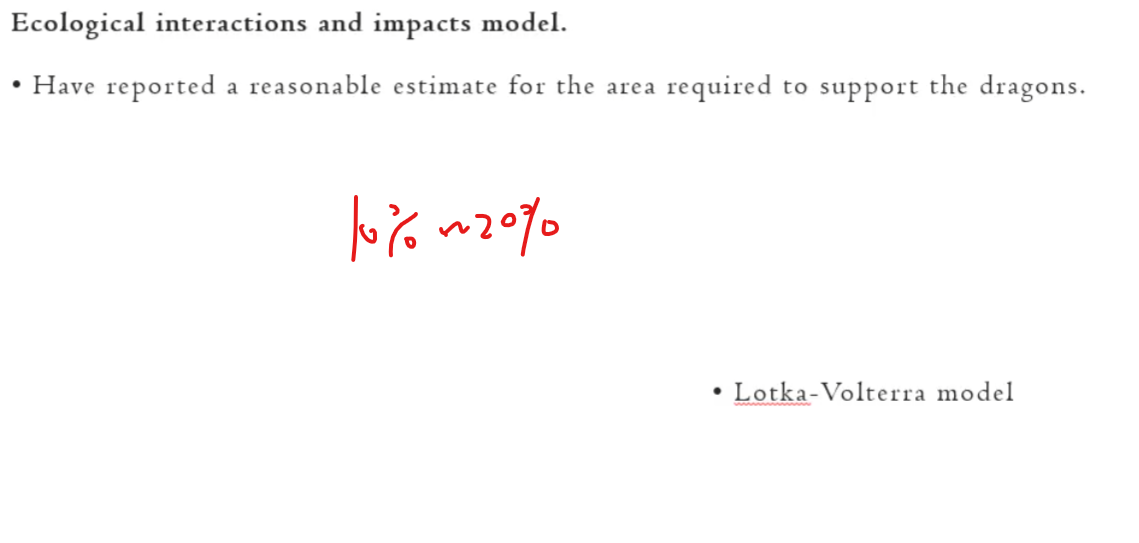 Ecological interactions and impacts model.
• Have reported a reasonable estimate for the area required to support the dragons.
10% ~20%
• Lotka-Volterra model